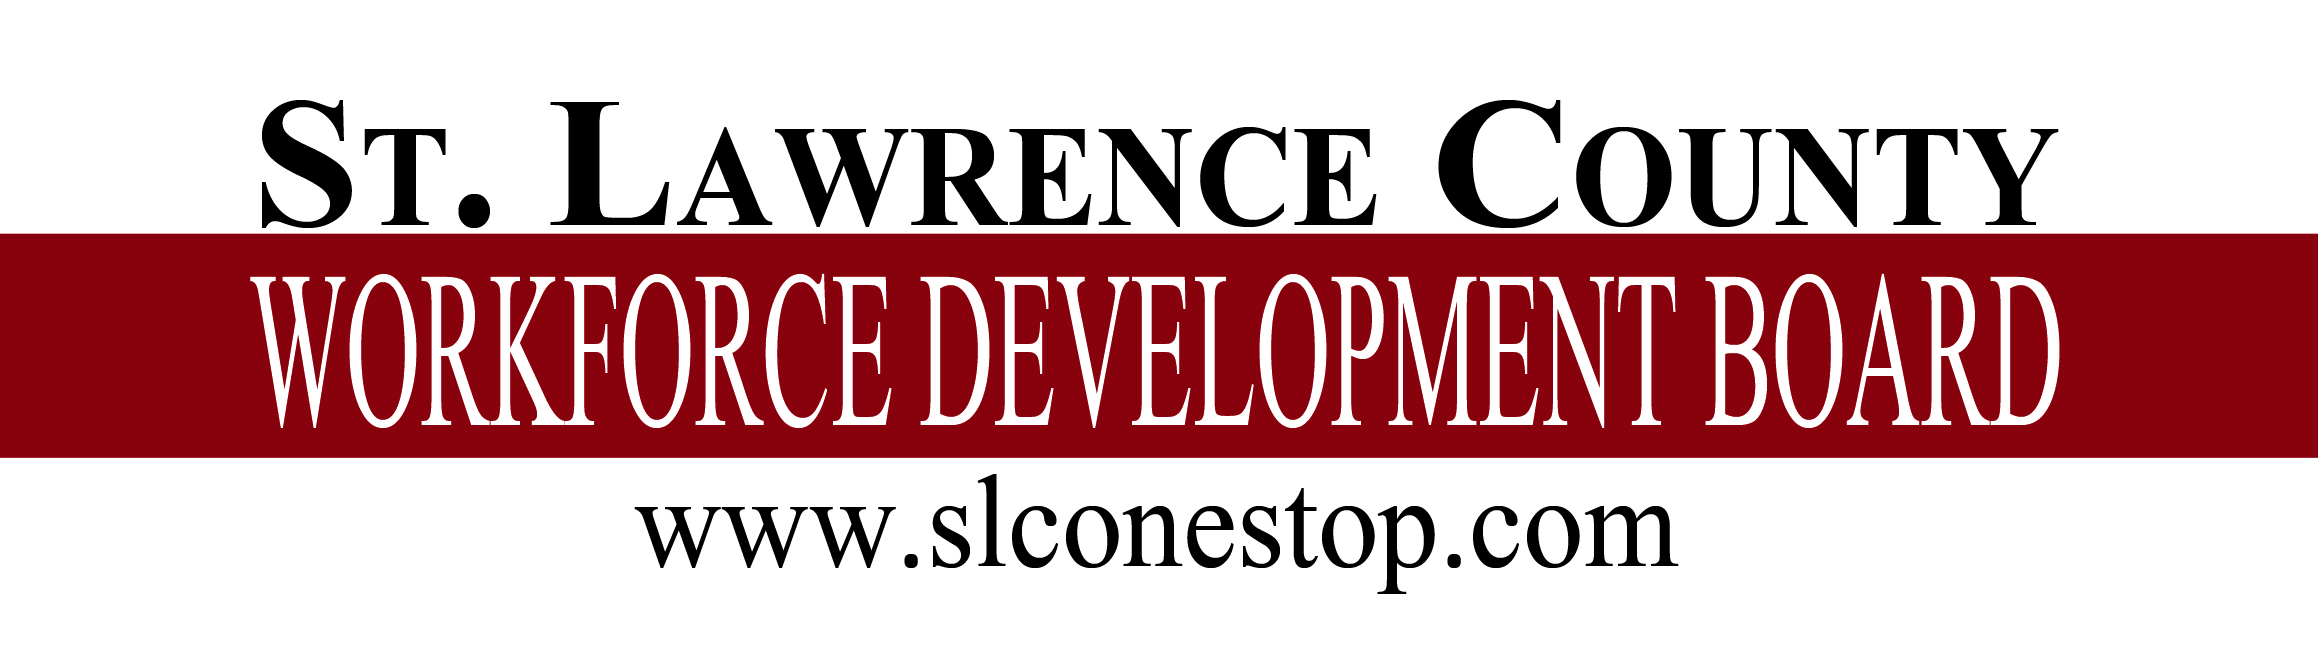 St. Lawrence County
WORKFORCE DEVELOPMENT BOARD
www.slconestop.com